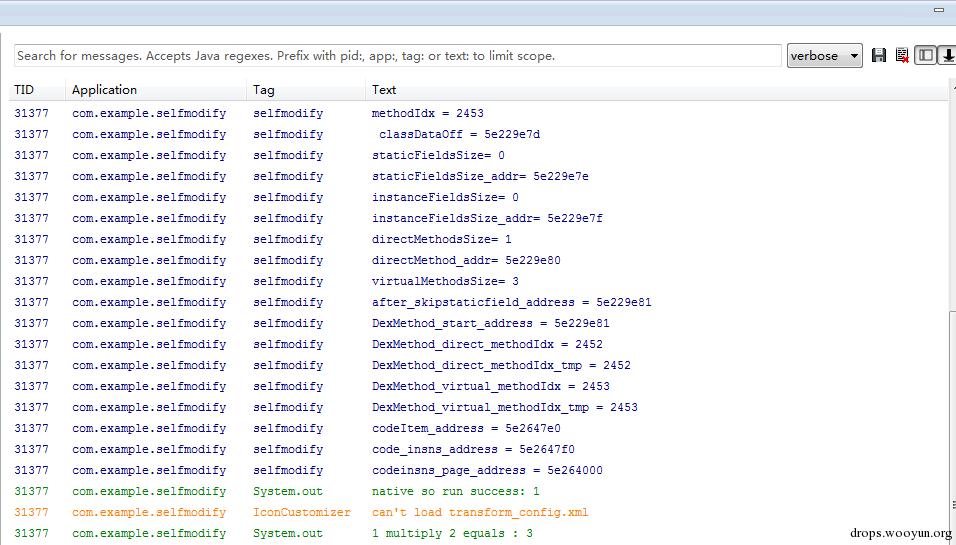 Search for messages. Accepts Java regexes. Prefix with pid:, app:, tag: or text: to limit scope. verbose
TID Application Tag Text
31377 com.example.selfmodify selfmodify methodIdx = 2453
31377 com.example.selfmodify selfmodify classDataOff = 5e229e7d
31377 com.example.selfmodify selfmodify staticFieldsSize= 0
31377 com.example.selfmodify selfmodify staticFieldsSize_addr= 5e229e7e
31377 com.example.selfmodify selfmodify instanceFieldsSize= 0
31377 com.example.selfmodify selfmodify instanceFieldsSize_addr= 5e229e7f
31377 com.example.selfmodify selfmodify directMethodsSize= 1
31377 com.example.selfmodify selfmodify directMethod_addr= 5e229e80
31377 com.example.selfmodify selfmodify virtualMethodsSize= 3
31377 com.example.selfmodify selfmodify after_skipstaticfield_address = 5e229e81
31377 com.example.selfmodify selfmodify DexMethod_start_address = 5e229e81
31377 com.example.selfmodify selfmodify DexMethod_direct_methodIdx = 2452
31377 com.example.selfmodify selfmodify DexMethod_direct_methodIdx_tmp = 2452
31377 com.example.selfmodify selfmodify DexMethod_virtual_methodIdx = 2453
31377 com.example.selfmodify selfmodify DexMethod_virtual_methodIdx_tmp = 2453
31377 com.example.selfmodify selfmodify codeItem_address = 5e2647e0
31377 com.example.selfmodify selfmodify code_insns_address = 5e2647f0
31377 com.example.selfmodify selfmodify codeinsns_page_address = 5e264000
31377 com.example.selfmodify System.out native so run success: 1
31377 com.example.selfmodify IconCustomizer can't load transform_config.xml
31377 com.example.selfmodify System.out 1 multiply 2 equals : 3
drops.wooyun.org